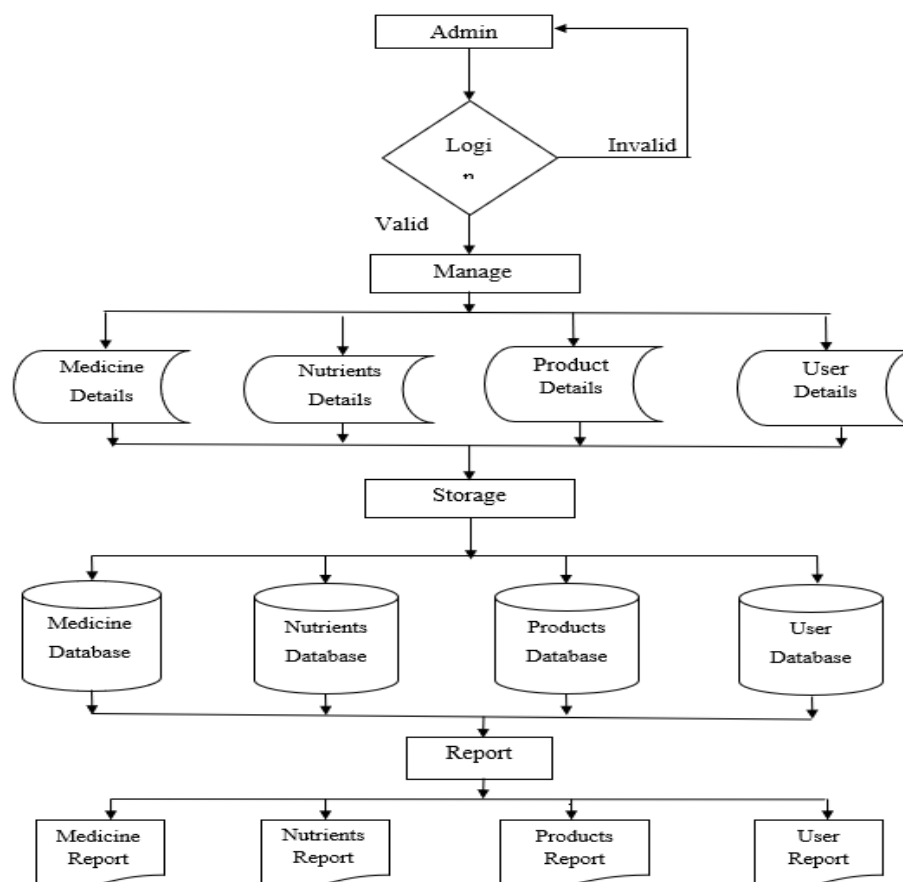 Admin
Logi
n
Invalid
Valid
Manage
Medicine
Details
Nutrients
Details
Product
Details
User
Details
Storage
Medicine
Database
Nutrients
Database
Products
Database
User
Database
Report
Medicine
Report
Nutrients
Report
Products
Report
User
Report